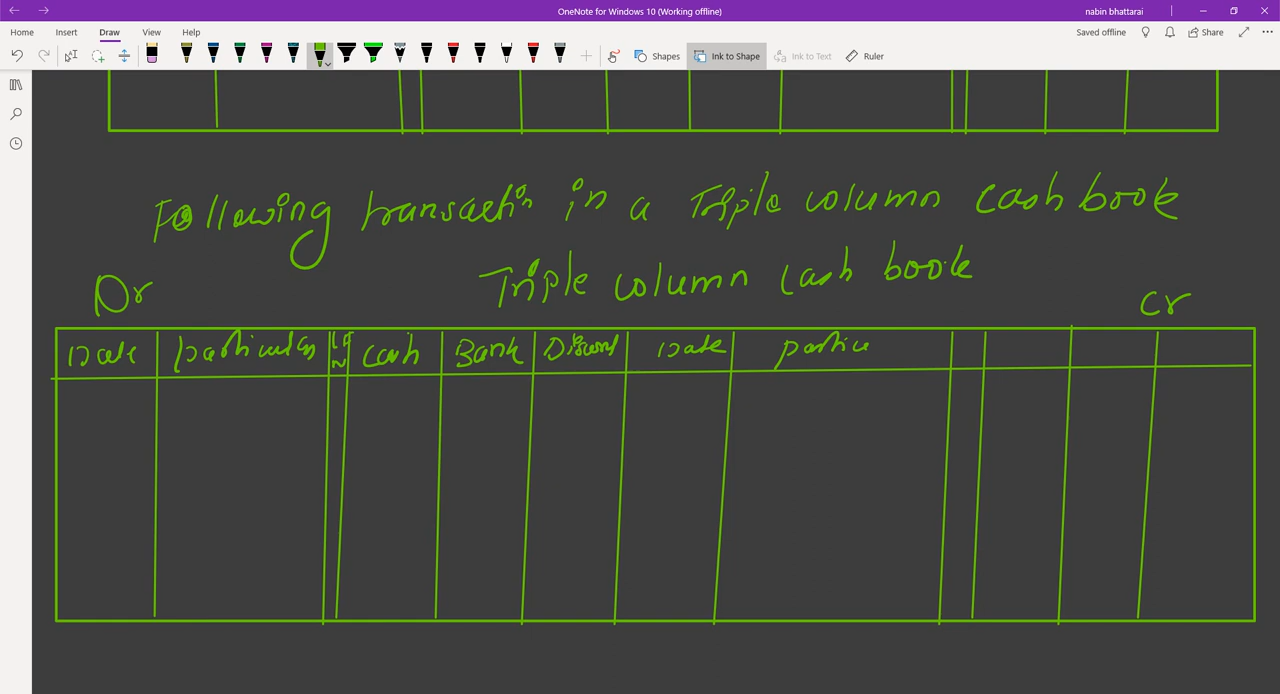 OneNote for Windows 10 (Working offline)
nabin bhattarai
Home Insert Draw View Help
Saved offline Share
Shapes Ink to Shape Ink to Text Ruler
Following transactin in a Triple column cash book
Triple column cash book
Dr
Cr
Date Particulars Cash Bank Discount Date Particu